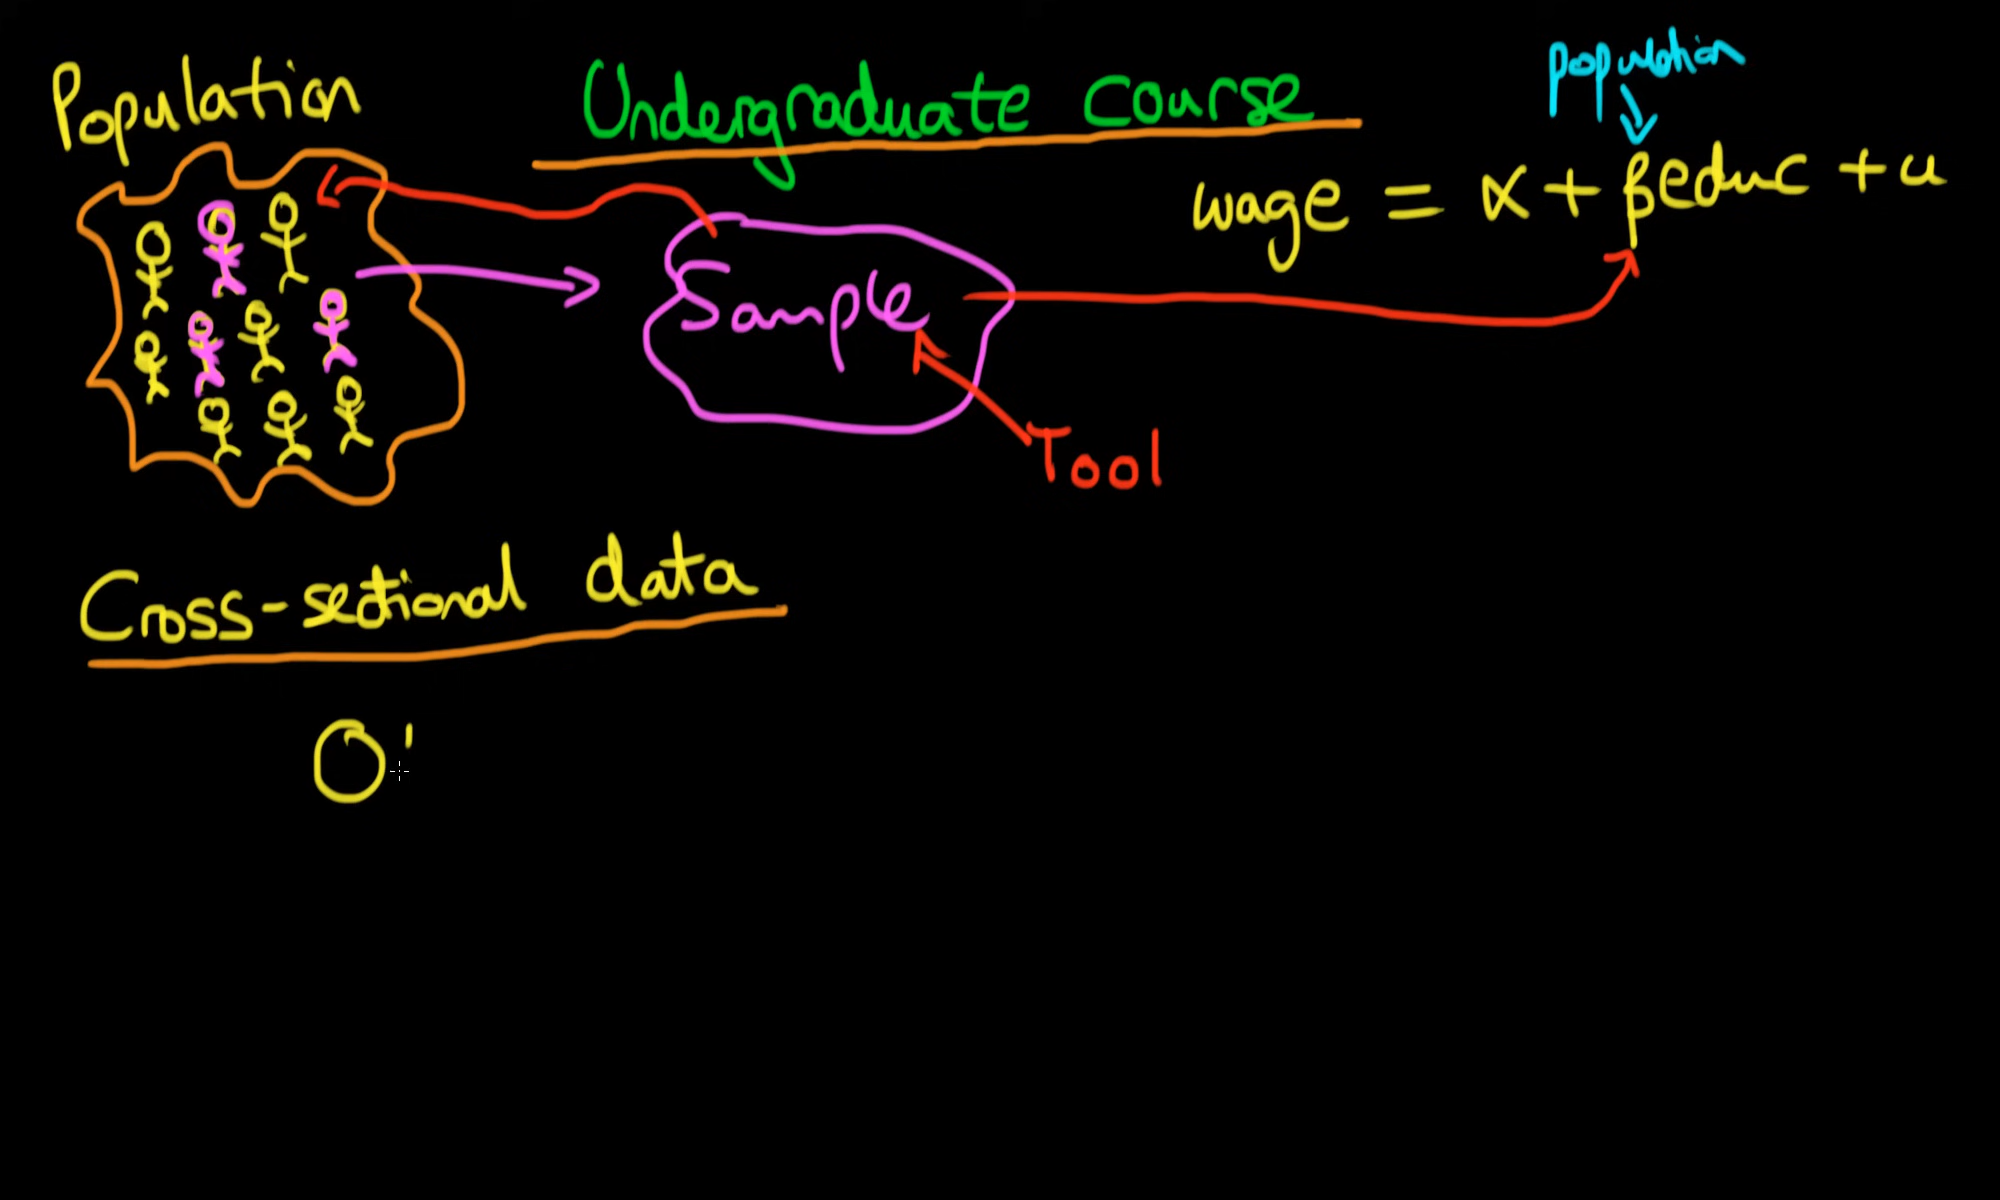 Population
Undergraduate course
population
wage = α + βeduc + u
Sample
Tool
Cross-sectional data
O'